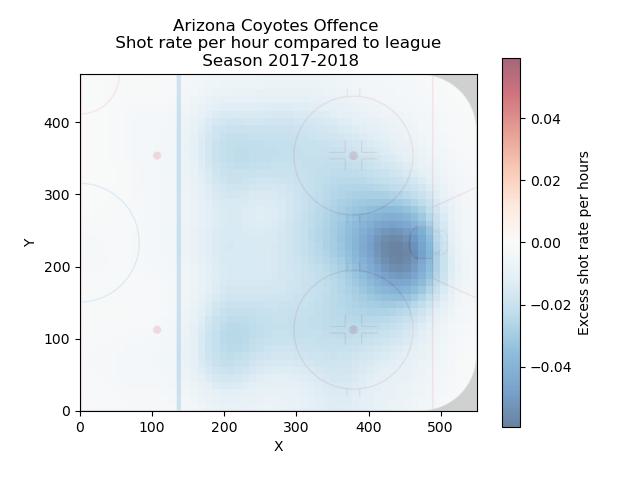 Arizona Coyotes Offence
Shot rate per hour compared to league
Season 2017-2018
400
300
200
100
0
Y
0 100 200 300 400 500
X
0.04
0.02
0.00
−0.02
−0.04
Excess shot rate per hours